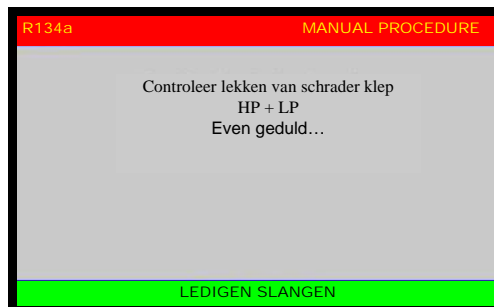 R134a MANUAL PROCEDURE
Controleer lekken van schrader klep
HP + LP
Even geduld…
LEDIGEN SLANGEN